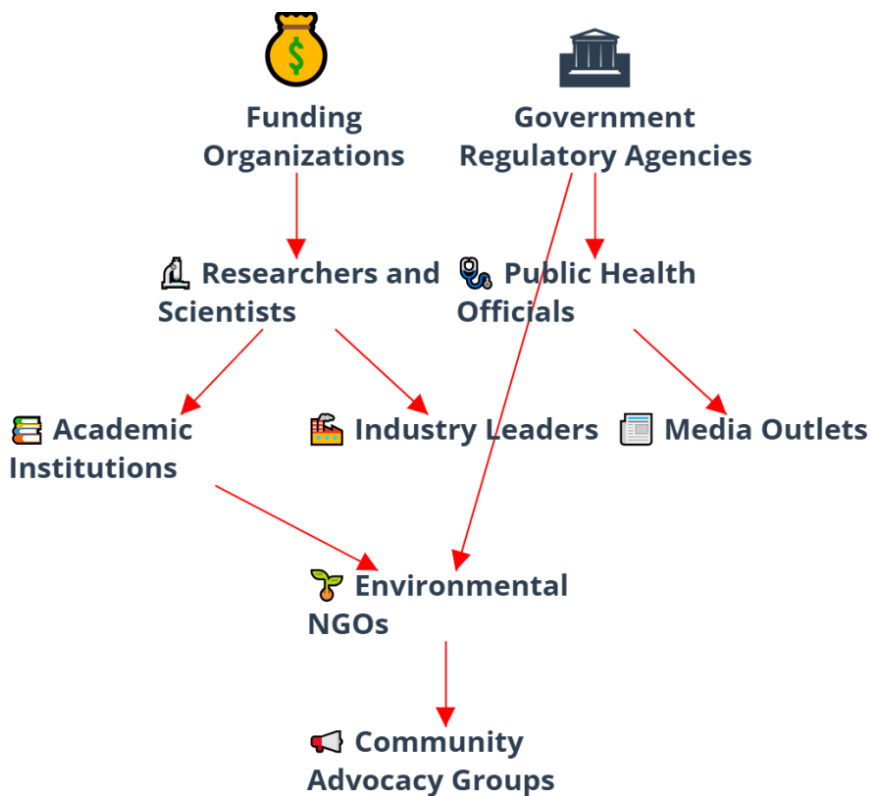 Funding
Organizations
Government
Regulatory Agencies
Researchers and
Scientists
Public Health
Officials
Academic
Institutions
Industry Leaders
Media Outlets
Environmental
NGOs
Community
Advocacy Groups